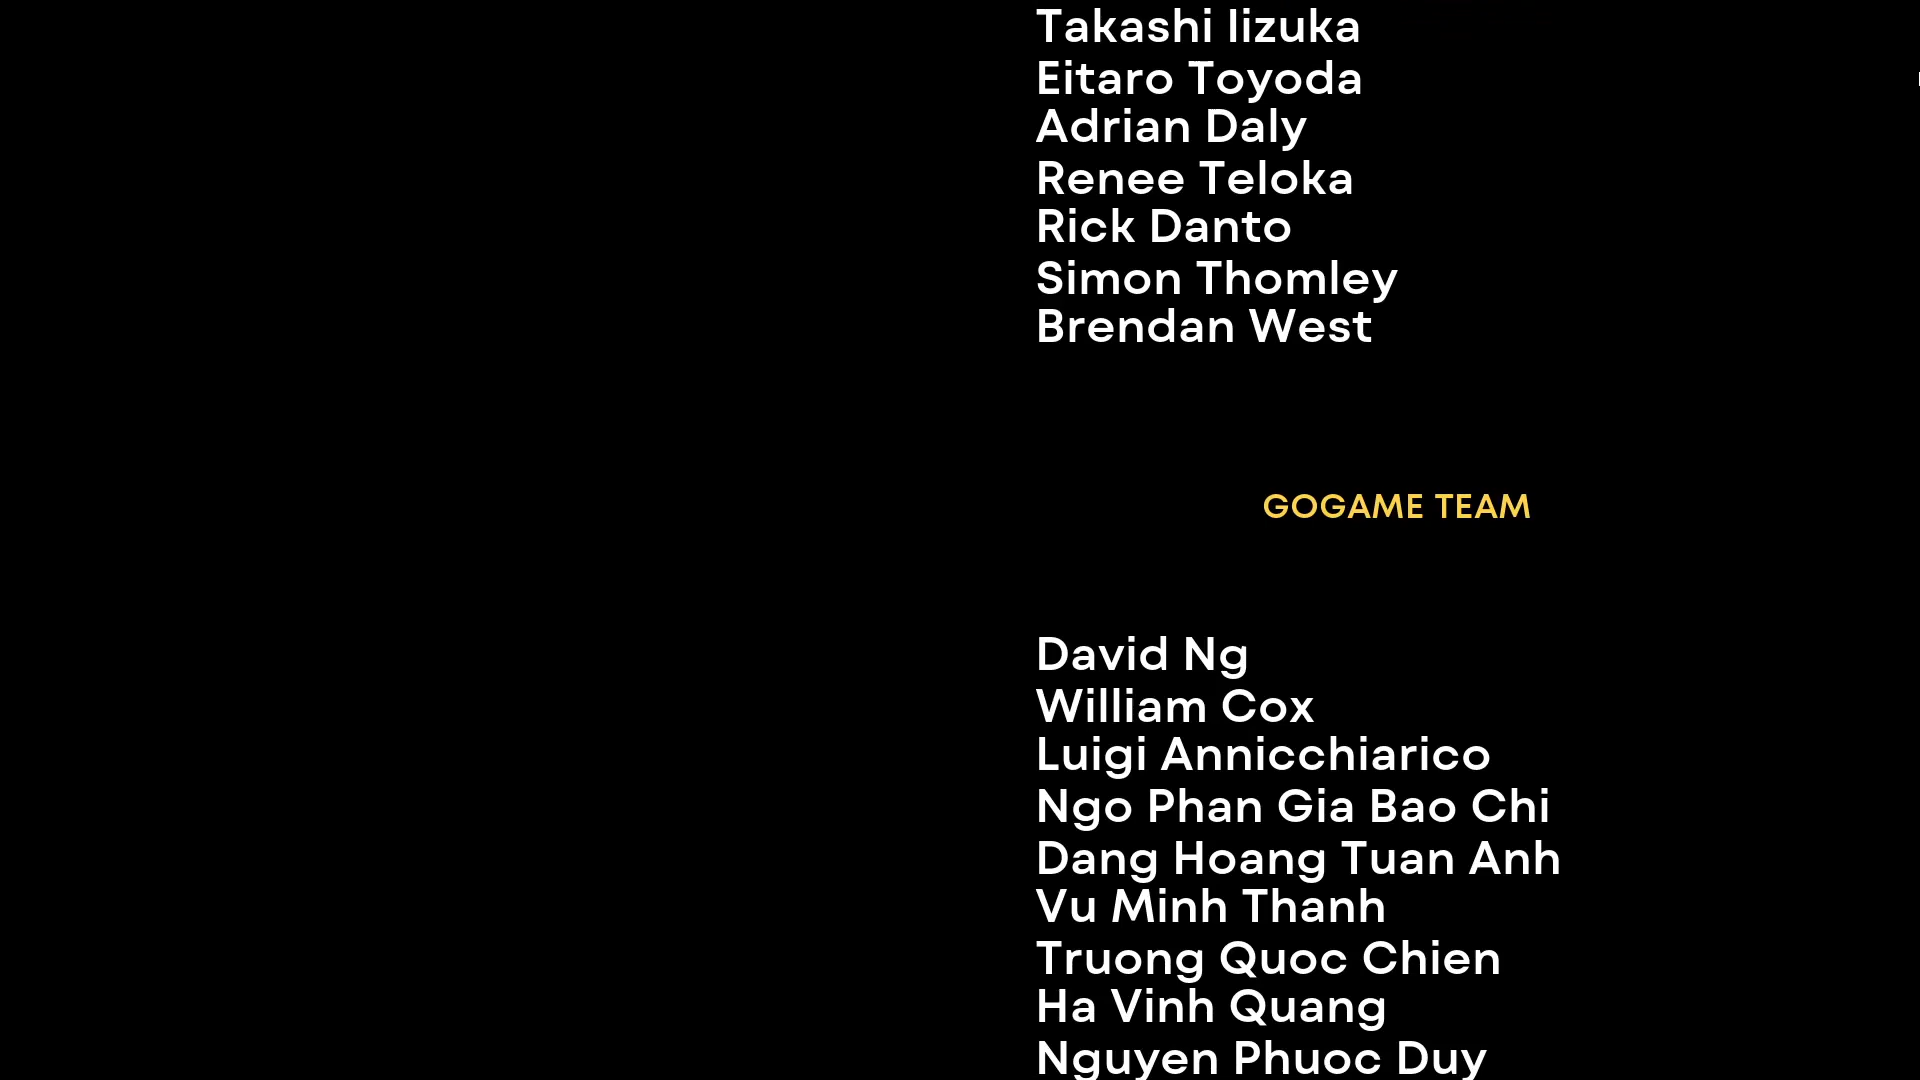 Takashi Iizuka
Eitaro Toyoda
Adrian Daly
Renee Teloka
Rick Danto
Simon Thomley
Brendan West
GOGAME TEAM
David Ng
William Cox
Luigi Annicchiarico
Ngo Phan Gia Bao Chi
Dang Hoang Tuan Anh
Vu Minh Thanh
Truong Quoc Chien
Ha Vinh Quang
Nguyen Phuoc Duy